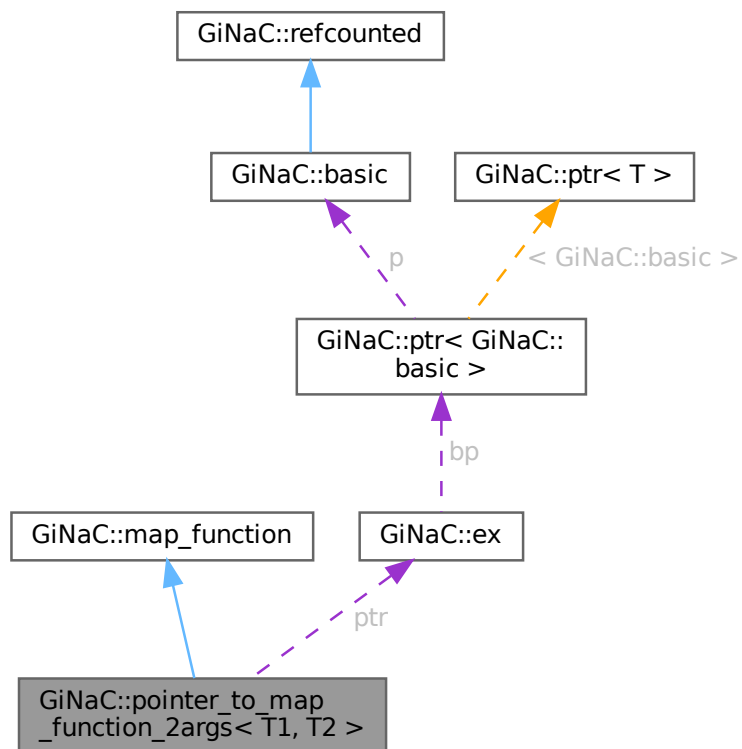 GiNaC::refcounted
GiNaC::basic
GiNaC::ptr< T >
p
< GiNaC::basic >
GiNaC::ptr< GiNaC::
basic >
bp
GiNaC::map_function
GiNaC::ex
ptr
GiNaC::pointer_to_map
_function_2args< T1, T2 >